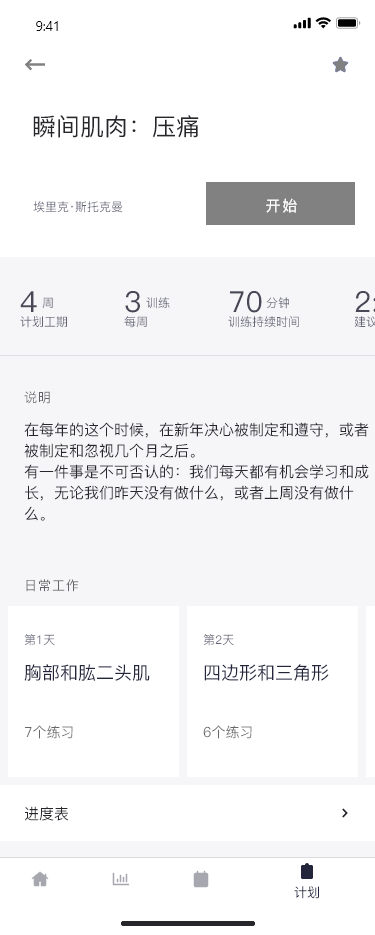 9:41
瞬间肌肉：压痛
埃里克·斯托克曼
开始
4 周
计划工期
3 训练
每周
70 分钟
训练持续时间
2:
建议
说明
在每年的这个时候，在新年决心被制定和遵守，或者
被制定和忽视几个月之后。
有一件事是不可否认的：我们每天都有机会学习和成
长，无论我们昨天没有做什么，或者上周没有做什
么。
日常工作
第1天
胸部和肱二头肌
7个练习
第2天
四边形和三角形
6个练习
进度表
计划